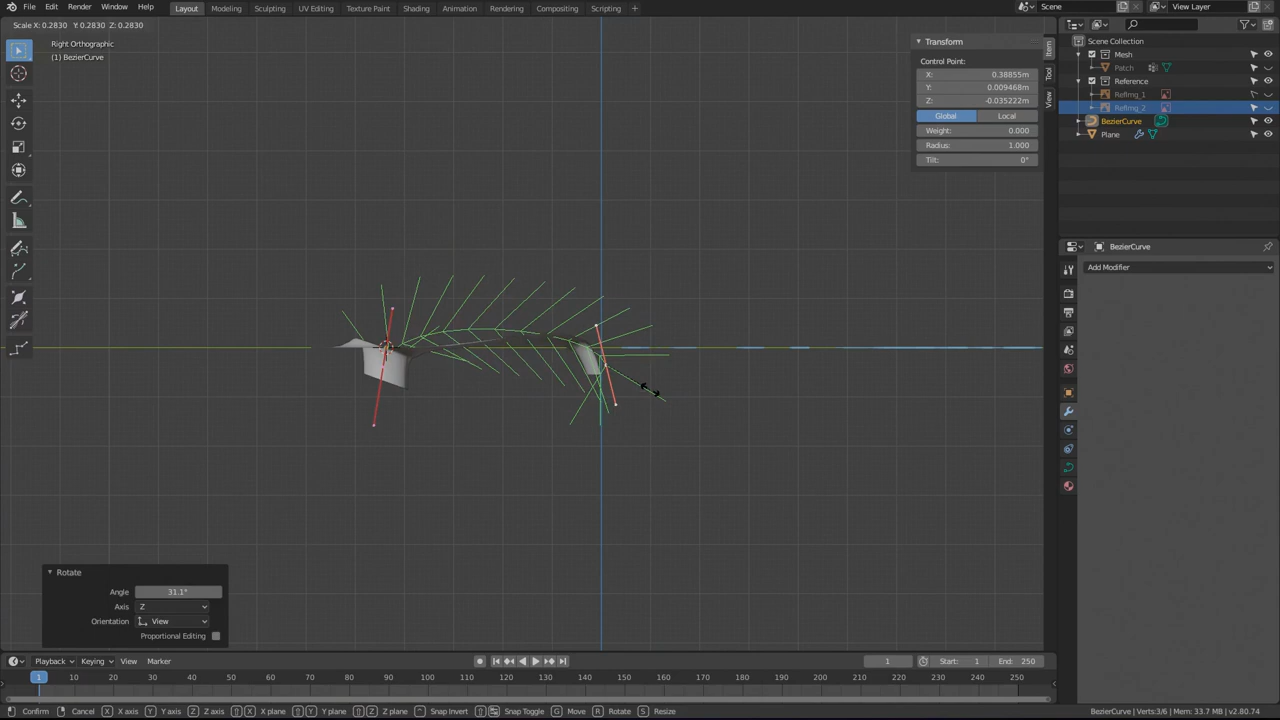 File Edit Render Window Help Layout Modeling Sculpting UV Editing Texture Paint Shading Animation Rendering Compositing Scripting + Scene View Layer
Scale X: 0.2830 Y: 0.2830 Z: 0.2830
Right Orthographic
(1) BezierCurve
Transform
Control Point:
X: 0.38855m
Y: 0.009468m
Z: -0.035222m
Global Local
Weight: 0.000
Radius: 1.000
Tilt: 0°
Item
Tool
View
Scene Collection
Mesh
Patch
Reference
RefImg_1
RefImg_2
BezierCurve
Plane
BezierCurve
Add Modifier
Rotate
Angle 31.1°
Axis Z
Orientation View
Proportional Editing
Playback Keying View Marker 1 Start: 1 End: 250
1 10 20 30 40 50 60 70 80 90 100 110 120 130 140 150 160 170 180 190 200 210 220 230 240 250
Confirm Cancel X X axis Y Y axis Z Z axis X X plane Y Y plane Z Z plane Snap Invert Snap Toggle G Move R Rotate S Resize BezierCurve | Verts:3/6 | Mem: 33.7 MB | v2.80.74